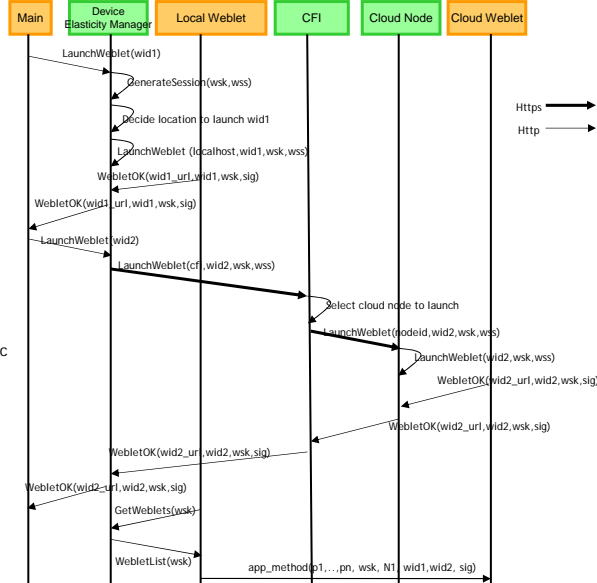 Main
Device
Elasticity Manager
Local Weblet
CFI
Cloud Node
Cloud Weblet
LaunchWeblet(wid1)
GenerateSession(wsk,wss)
Https
Decide location to launch wid1
Http
LaunchWeblet (localhost,wid1,wsk,wss)
WebletOK(wid1_url,wid1,wsk,sig)
WebletOK(wid1_url,wid1,wsk,sig)
LaunchWeblet(wid2)
LaunchWeblet(cfi,wid2,wsk,wss)
Select cloud node to launch
LaunchWeblet(nodeid,wid2,wsk,wss)
c
LaunchWeblet(wid2,wsk,wss)
WebletOK(wid2_url,wid2,wsk,sig)
WebletOK(wid2_url,wid2,wsk,sig)
WebletOK(wid2_url,wid2,wsk,sig)
WebletOK(wid2_url,wid2,wsk,sig)
GetWeblets(wsk)
WebletList(wsk)
app_method(p1,..,pn, wsk, N1, wid1,wid2, sig)